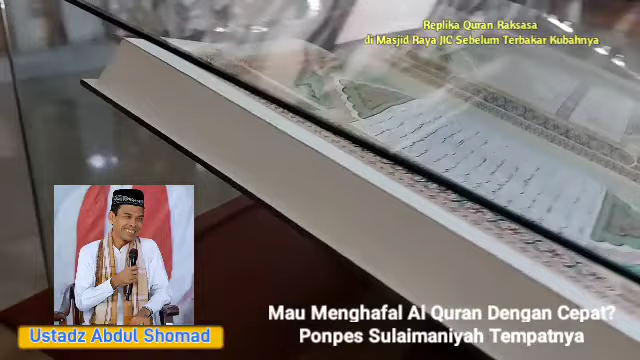 Replika Quran Raksasa
di Masjid Raya JIC Sebelum Terbakar Kubahnya
Mau Menghafal Al Quran Dengan Cepat?
Ponpes Sulaimaniyah Tempatnya
Ustadz Abdul Shomad